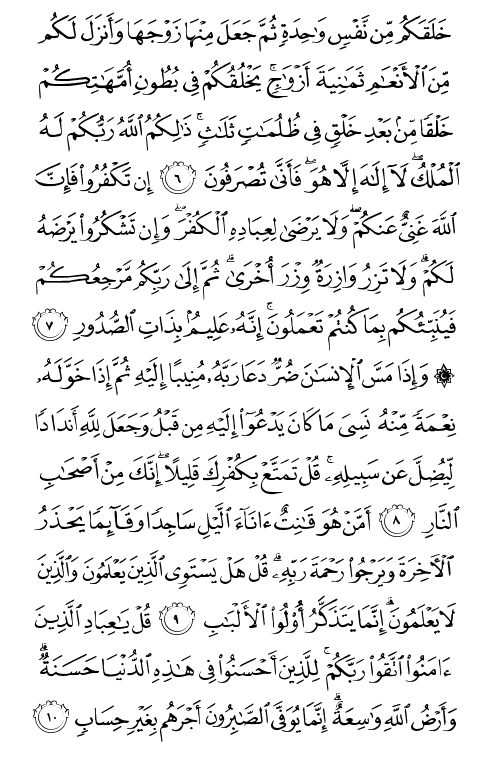 خَلَقَكُم مِّن نَّفْسٍ وَٰحِدَةٍ ثُمَّ جَعَلَ مِنْهَا زَوْجَهَا وَأَنزَلَ لَكُم
مِّنَ ٱلْأَنْعَٰمِ ثَمَٰنِيَةَ أَزْوَٰجٍ ۚ يَخْلُقُكُمْ فِى بُطُونِ أُمَّهَٰتِكُمْ
خَلْقًا مِّنۢ بَعْدِ خَلْقٍ فِى ظُلُمَٰتٍ ثَلَٰثٍ ۚ ذَٰلِكُمُ ٱللَّهُ رَبُّكُمْ لَهُ
ٱلْمُلْكُ ۖ لَآ إِلَٰهَ إِلَّا هُوَ ۖ فَأَنَّىٰ تُصْرَفُونَ ٦ إِن تَكْفُرُوا۟ فَإِنَّ
ٱللَّهَ غَنِىٌّ عَنكُمْ ۖ وَلَا يَرْضَىٰ لِعِبَادِهِ ٱلْكُفْرَ ۖ وَإِن تَشْكُرُوا۟ يَرْضَهُ
لَكُمْ ۗ وَلَا تَزِرُ وَازِرَةٌ وِزْرَ أُخْرَىٰ ۗ ثُمَّ إِلَىٰ رَبِّكُم مَّرْجِعُكُمْ
فَيُنَبِّئُكُم بِمَا كُنتُمْ تَعْمَلُونَ ۚ إِنَّهُۥ عَلِيمٌۢ بِذَاتِ ٱلصُّدُورِ ٧
۞ وَإِذَا مَسَّ ٱلْإِنسَٰنَ ضُرٌّ دَعَا رَبَّهُۥ مُنِيبًا إِلَيْهِ ثُمَّ إِذَا خَوَّلَهُۥ
نِعْمَةً مِّنْهُ نَسِىَ مَا كَانَ يَدْعُوٓا۟ إِلَيْهِ مِن قَبْلُ وَجَعَلَ لِلَّهِ أَندَادًا
لِّيُضِلَّ عَن سَبِيلِهِۦ ۚ قُلْ تَمَتَّعْ بِكُفْرِكَ قَلِيلًا ۖ إِنَّكَ مِنْ أَصْحَٰبِ
ٱلنَّارِ ٨ أَمَّنْ هُوَ قَٰنِتٌ ءَانَآءَ ٱلَّيْلِ سَاجِدًا وَقَآئِمًا يَحْذَرُ
ٱلْءَاخِرَةَ وَيَرْجُوا۟ رَحْمَةَ رَبِّهِۦ ۗ قُلْ هَلْ يَسْتَوِى ٱلَّذِينَ يَعْلَمُونَ وَٱلَّذِينَ
لَا يَعْلَمُونَ ۗ إِنَّمَا يَتَذَكَّرُ أُو۟لُوا۟ ٱلْأَلْبَٰبِ ٩ قُلْ يَٰعِبَادِ ٱلَّذِينَ
ءَامَنُوا۟ ٱتَّقُوا۟ رَبَّكُمْ ۚ لِلَّذِينَ أَحْسَنُوا۟ فِى هَٰذِهِ ٱلدُّنْيَا حَسَنَةٌ ۗ
وَأَرْضُ ٱللَّهِ وَٰسِعَةٌ ۗ إِنَّمَا يُوَفَّى ٱلصَّٰبِرُونَ أَجْرَهُم بِغَيْرِ حِسَابٍ ١٠